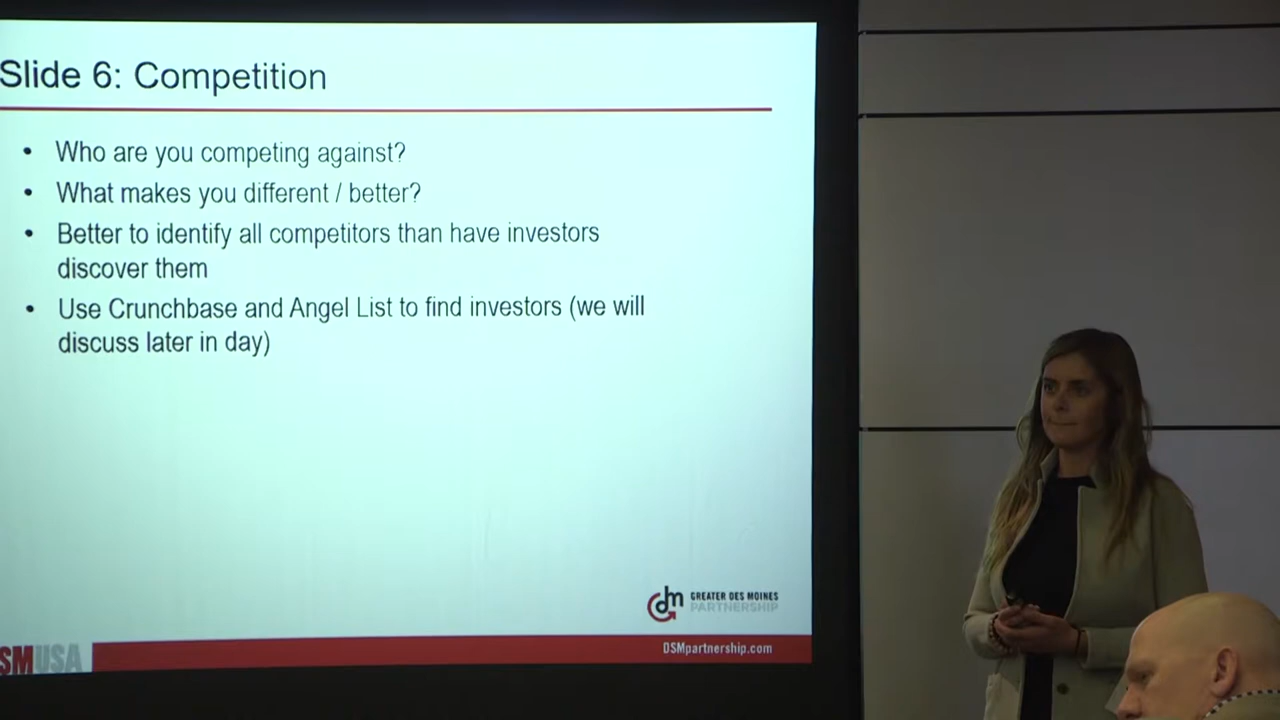 Slide 6: Competition
• Who are you competing against?
• What makes you different / better?
• Better to identify all competitors than have investors
discover them
• Use Crunchbase and Angel List to find investors (we will
discuss later in day)
dm GREATER DES MOINES
PARTNERSHIP
SMUSA
DSMpartnership.com